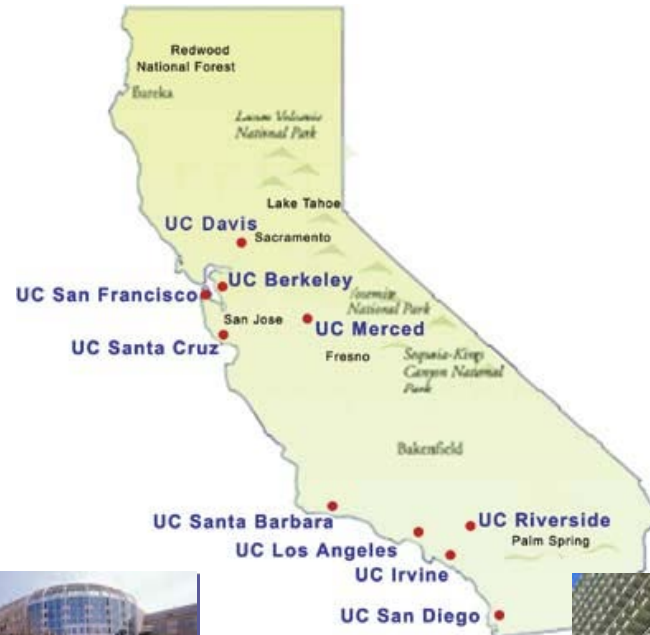 Redwood
National Forest
Eureka
Lassen Volcanic
National Park
Lake Tahoe
UC Davis
Sacramento
UC Berkeley
UC San Francisco
Yosemite
National Park
San Jose
UC Merced
UC Santa Cruz
Fresno
Sequoia-Kings
Canyon National
Park
Bakenfield
UC Santa Barbara
UC Riverside
UC Los Angeles
Palm Spring
UC Irvine
UC San Diego